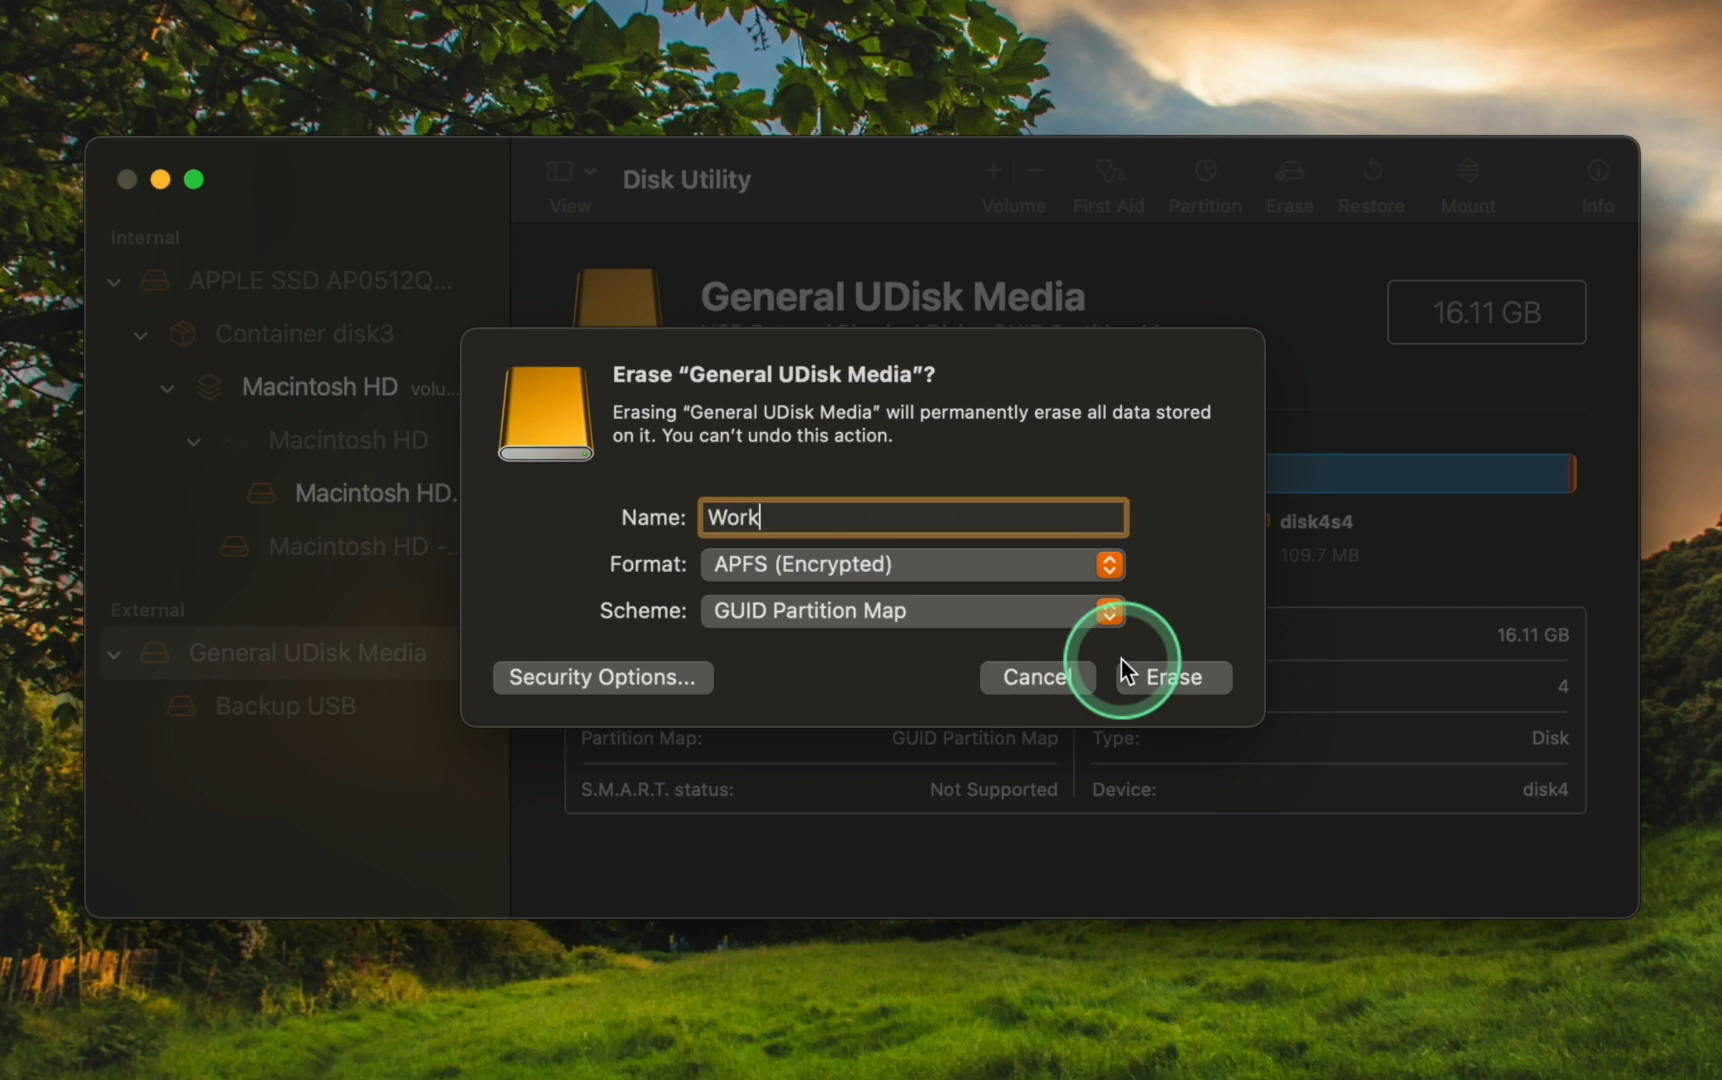 Disk Utility
View
Volume
First Aid
Partition
Erase
Restore
Mount
Info
Internal
APPLE SSD AP0512Q...
Container disk3
Macintosh HD volu...
Macintosh HD
Macintosh HD.
Macintosh HD -..
External
General UDisk Media
Backup USB
General UDisk Media
16.11 GB
Erase “General UDisk Media”?
Erasing “General UDisk Media” will permanently erase all data stored
on it. You can’t undo this action.
Name: Work
Format: APFS (Encrypted)
Scheme: GUID Partition Map
Security Options...
Cancel
Erase
disk4s4
109.7 MB
16.11 GB
4
Partition Map: GUID Partition Map
Type: Disk
S.M.A.R.T. status: Not Supported
Device: disk4